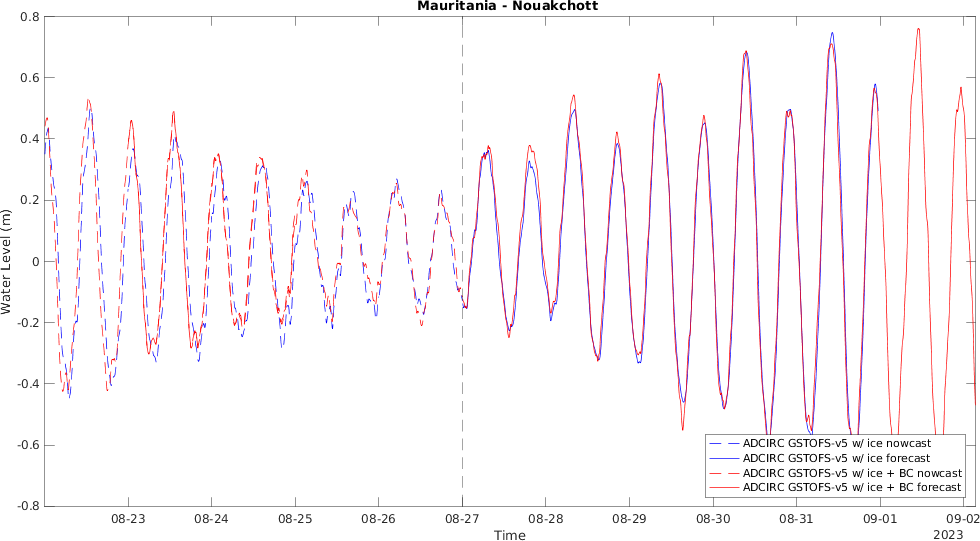 Mauritania - Nouakchott
0.8
0.6
0.4
0.2
0
-0.2
-0.4
-0.6
-0.8
Water Level (m)
ADCIRC GSTOFS-v5 w/ ice nowcast
ADCIRC GSTOFS-v5 w/ ice forecast
ADCIRC GSTOFS-v5 w/ ice + BC nowcast
ADCIRC GSTOFS-v5 w/ ice + BC forecast
08-23 08-24 08-25 08-26 08-27 08-28 08-29 08-30 08-31 09-01 09-02
Time
2023